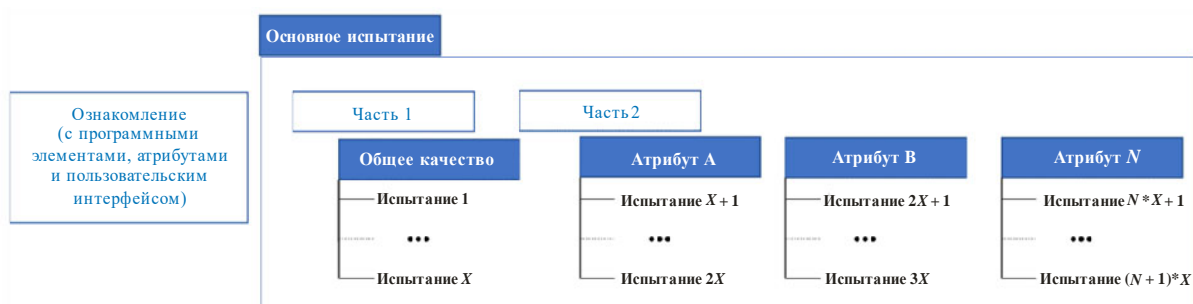 Основное испытание
Ознакомление
(с программными
элементами, атрибутами
и пользовательским
интерфейсом)
Часть 1
Часть 2
Общее качество
Атрибут A
Атрибут B
Атрибут N
Испытание 1
Испытание X + 1
Испытание 2X + 1
Испытание N * X + 1
•••
•••
•••
•••
Испытание X
Испытание 2X
Испытание 3X
Испытание (N + 1)* X